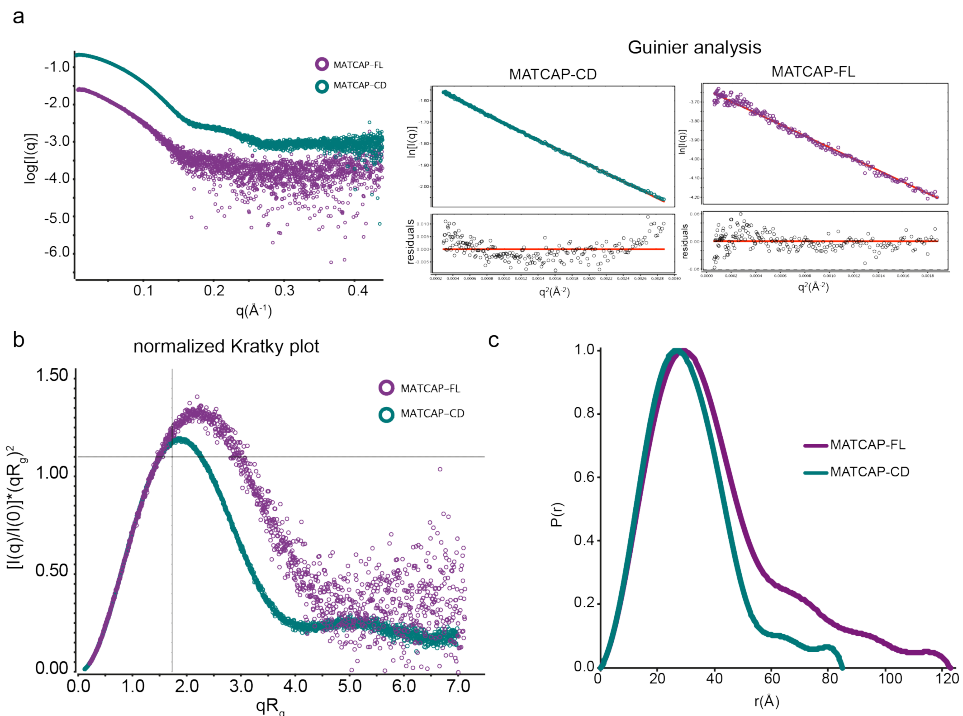 a
MATCAP-FL
MATCAP-CD
-1.0
-2.0
-3.0
-4.0
-5.0
-6.0
log[I(q)]
0.1
0.2
0.3
0.4
q(Å-1)
Guinier analysis
MATCAP-CD
ln[I(q)]
residuals
q2(Å-2)
MATCAP-FL
ln[I(q)]
residuals
q2(Å-2)
b
normalized Kratky plot
MATCAP-FL
MATCAP-CD
1.50
1.00
0.50
0.00
[I(q)/I(0)]*(qRg)2
0.0
1.0
2.0
3.0
4.0
5.0
6.0
7.0
qRg
c
MATCAP-FL
MATCAP-CD
1.0
0.8
0.6
0.4
0.2
0.0
P(r)
0
20
40
60
80
100
120
r(Å)